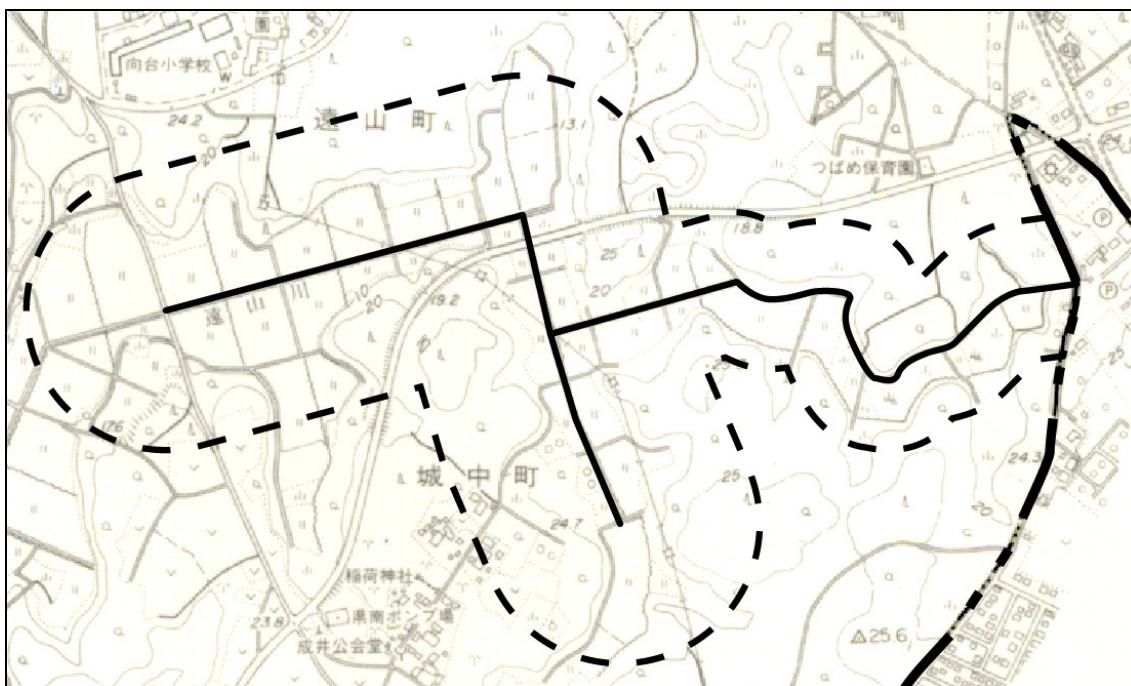 園
向台小学校
24.2
遠山町
20
13.1
つばめ保育園
18.8
25
20
遠山川
10
20
19.2
17.6
城中町
25
24.3
20
25
24.7
稲荷神社
県南ポンプ場
23.8
成井公会堂
△25.6